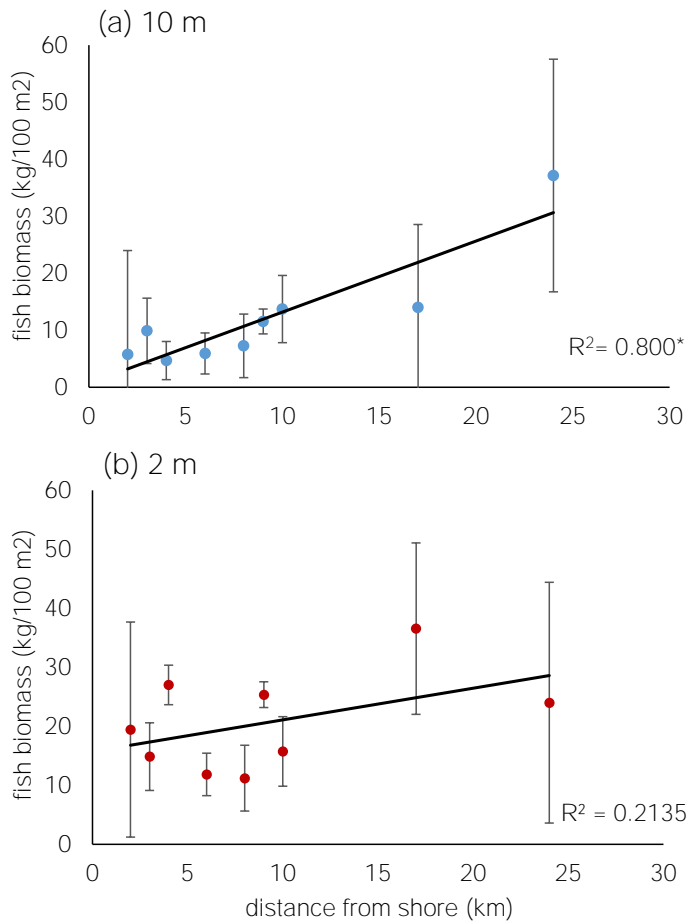 (a) 10 m
fish biomass (kg/100 m2)
60
50
40
30
20
10
0
R²= 0.800*
0 5 10 15 20 25 30
(b) 2 m
fish biomass (kg/100 m2)
60
50
40
30
20
10
0
R² = 0.2135
0 5 10 15 20 25 30
distance from shore (km)